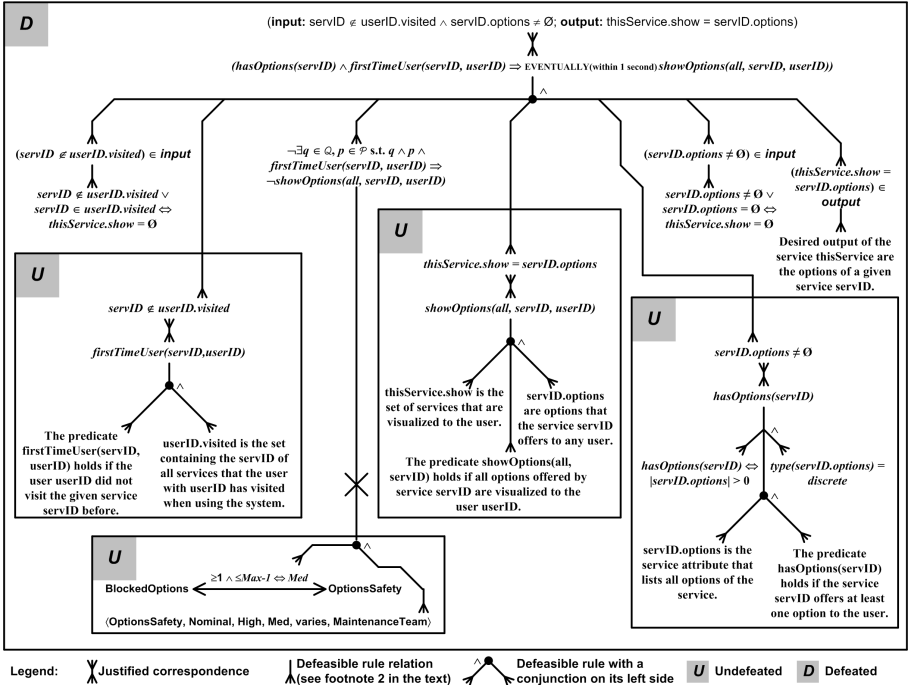 D
(input: servID ∉ userID.visited ∧ servID.options ≠ Ø; output: thisService.show = servID.options)
(hasOptions(servID) ∧ firstTimeUser(servID, userID) ⇒ EVENTUALLY(within 1 second) showOptions(all, servID, userID))
∧
(servID ∉ userID.visited) ∈ input
servID ∉ userID.visited ∨
servID ∈ userID.visited ⇔
thisService.show = Ø
¬∃q ∈ Q, p ∈ P s.t. q ∧ p ∧
firstTimeUser(servID, userID) ⇒
¬showOptions(all, servID, userID)
(servID.options ≠ Ø) ∈ input
servID.options ≠ Ø ∨
servID.options = Ø ⇔
thisService.show = Ø
(thisService.show =
servID.options) ∈
output
Desired output of the
service thisService are
the options of a given
service servID.
U
servID ∉ userID.visited
firstTimeUser(servID,userID)
∧
The predicate
firstTimeUser(servID,
userID) holds if the
user userID did not
visit the given service
servID before.
userID.visited is the set
containing the servID of
all services that the user
with userID has visited
when using the system.
U
thisService.show = servID.options
showOptions(all, servID, userID)
∧
thisService.show is the
set of services that are
visualized to the user.
servID.options
are options that
the service servID
offers to any user.
The predicate showOptions(all,
servID) holds if all options offered by
service servID are visualized to the
user userID.
U
servID.options ≠ Ø
hasOptions(servID)
∧
hasOptions(servID) ⇔
|servID.options| > 0
type(servID.options) =
discrete
∧
servID.options is the
service attribute that
lists all options of the
service.
The predicate
hasOptions(servID)
holds if the service
servID offers at least
one option to the user.
U
∧
≥1 ∧ ≤Max-1 ⇔ Med
BlockedOptions
OptionsSafety
⟨OptionsSafety, Nominal, High, Med, varies, MaintenanceTeam⟩
Legend:
Justified correspondence
Defeasible rule relation
(see footnote 2 in the text)
∧
Defeasible rule with a
conjunction on its left side
U Undefeated
D Defeated